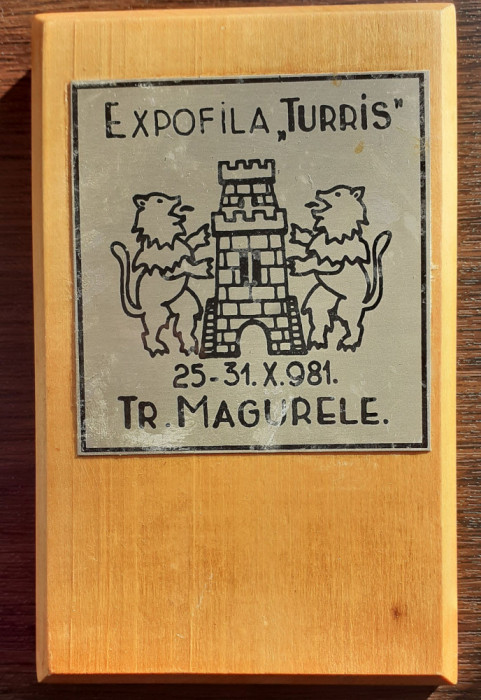 EXPOFiLA „TURRiS"
25-31.X.981.
TR. MAGURELE.